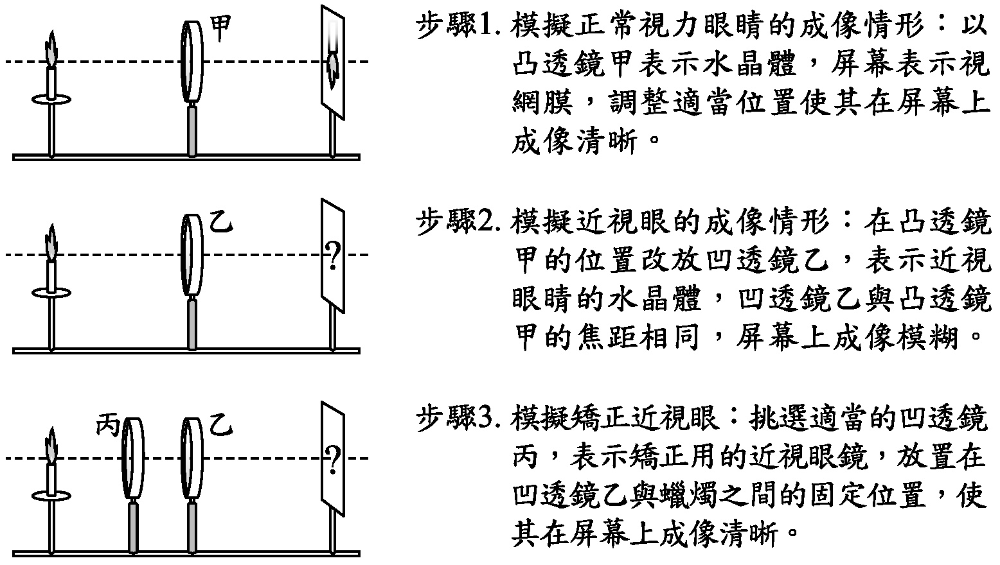 甲
步驟1. 模擬正常視力眼睛的成像情形：以
凸透鏡甲表示水晶體，屏幕表示視
網膜，調整適當位置使其在屏幕上
成像清晰。
乙
?
步驟2. 模擬近視眼的成像情形：在凸透鏡
甲的位置改放凹透鏡乙，表示近視
眼睛的水晶體，凹透鏡乙與凸透鏡
甲的焦距相同，屏幕上成像模糊。
丙
乙
?
步驟3. 模擬矯正近視眼：挑選適當的凹透鏡
丙，表示矯正用的近視眼鏡，放置在
凹透鏡乙與蠟燭之間的固定位置，使
其在屏幕上成像清晰。